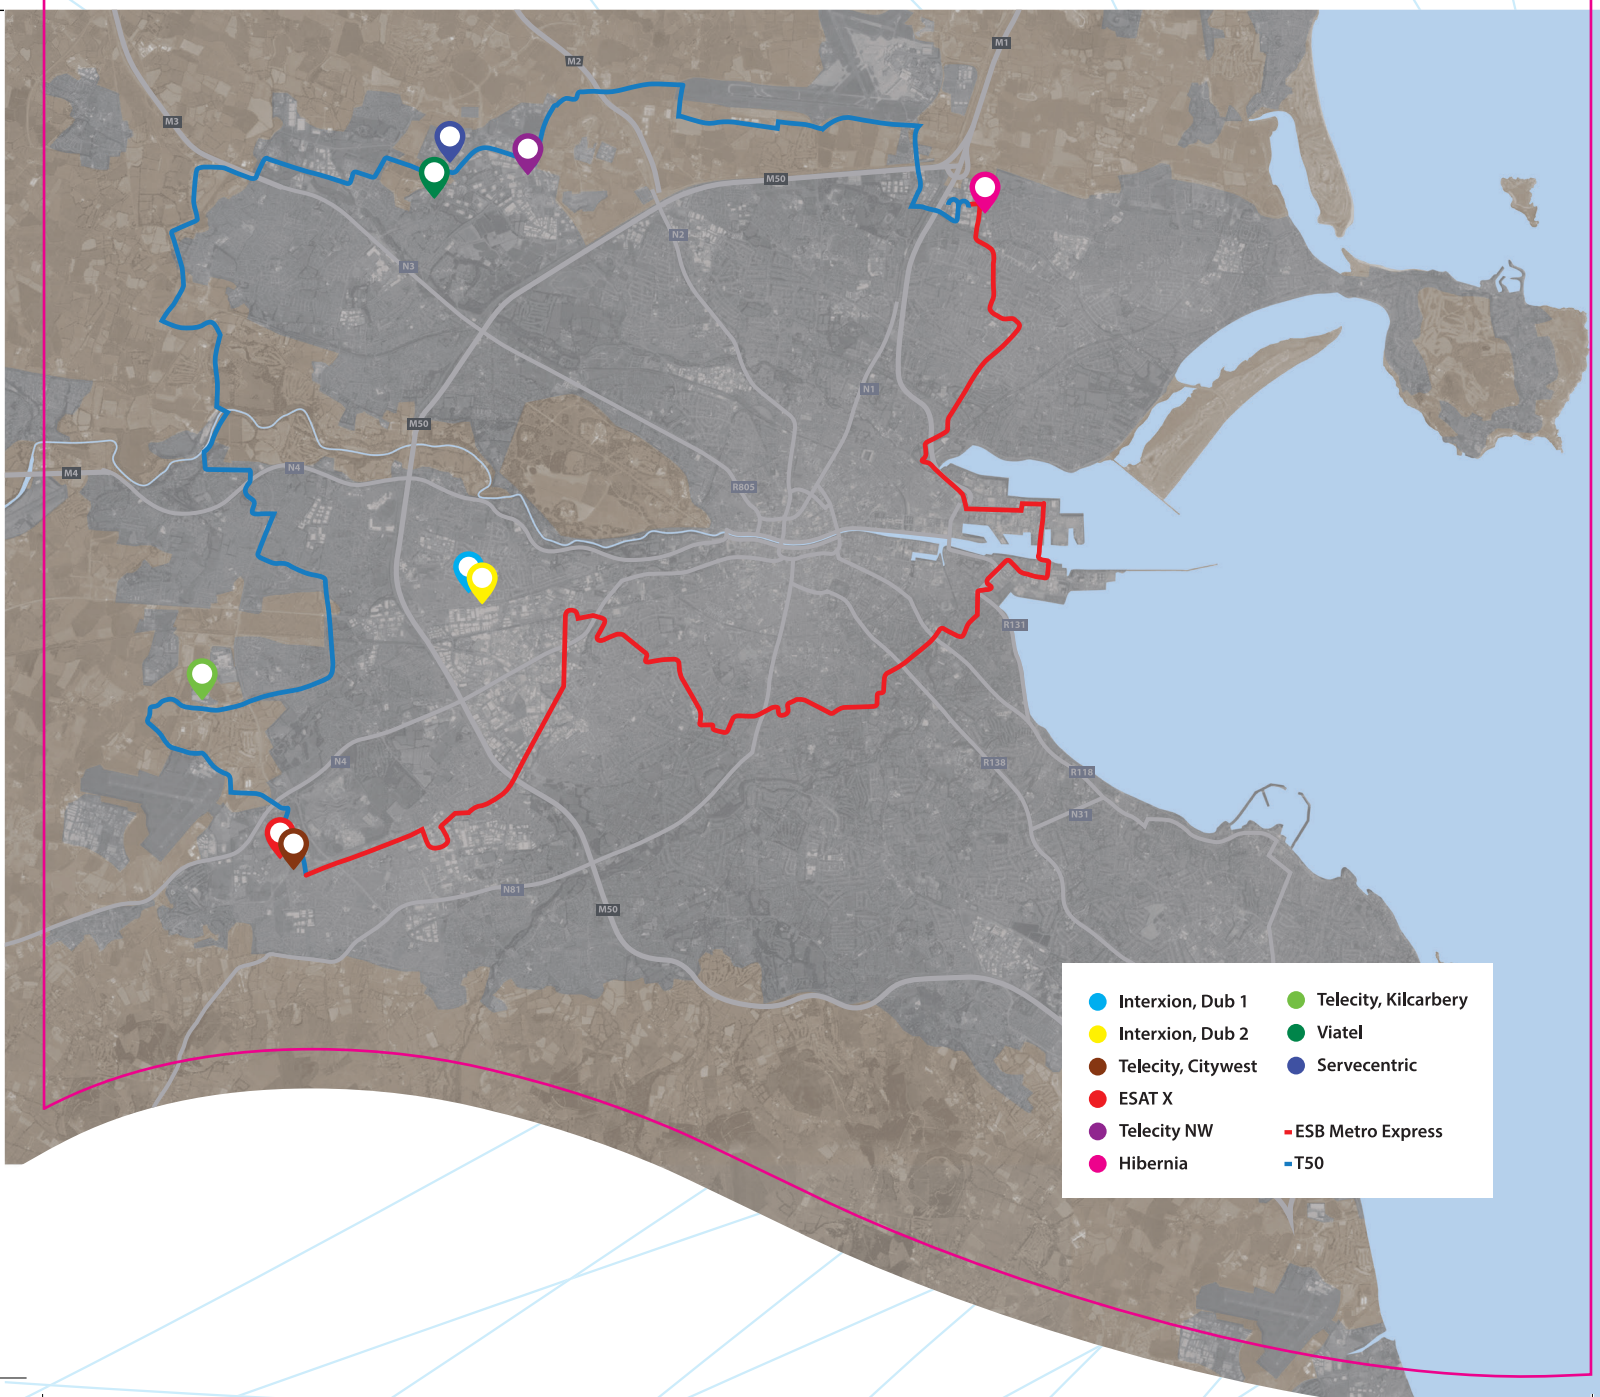 M1
M2
M3
M50
N2
N3
N1
M50
N4
M4
R805
R131
N4
R138
R118
N31
N81
M50
Interxion, Dub 1
Interxion, Dub 2
Telecity, Citywest
ESAT X
Telecity NW
Hibernia
Telecity, Kilcarbery
Viatel
Servecentric
ESB Metro Express
T50